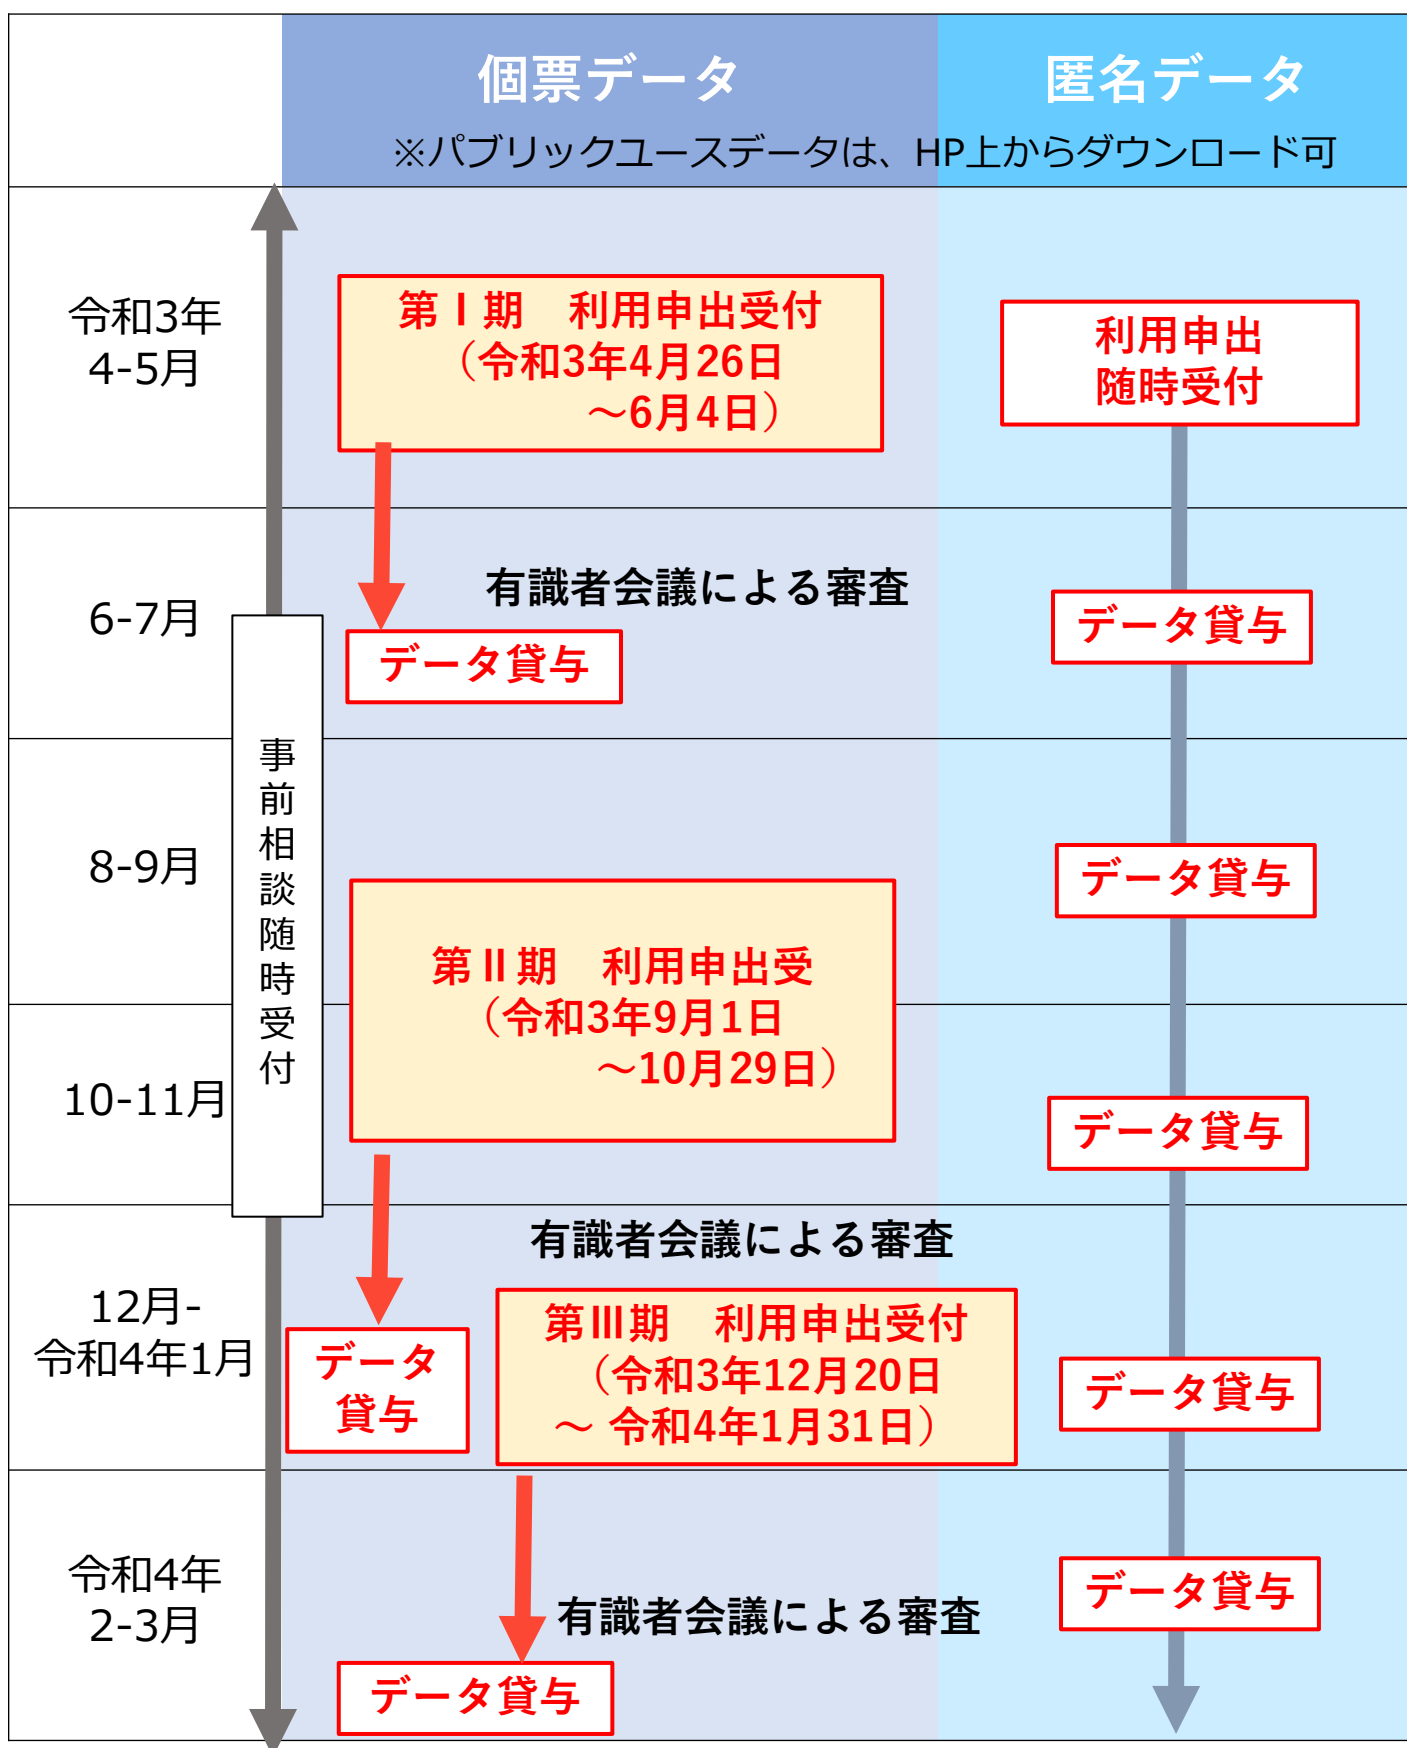 個票データ
匿名データ
※パブリックユースデータは、HP上からダウンロード可
令和3年
4-5月
第Ⅰ期　利用申出受付
（令和3年4月26日
～6月4日）
利用申出
随時受付
6-7月
有識者会議による審査
データ貸与
データ貸与
事前相談随時受付
8-9月
データ貸与
第Ⅱ期　利用申出受
（令和3年9月1日
～10月29日）
10-11月
データ貸与
有識者会議による審査
12月-
令和4年1月
データ
貸与
第Ⅲ期　利用申出受付
（令和3年12月20日
～ 令和4年1月31日）
データ貸与
令和4年
2-3月
有識者会議による審査
データ貸与
データ貸与